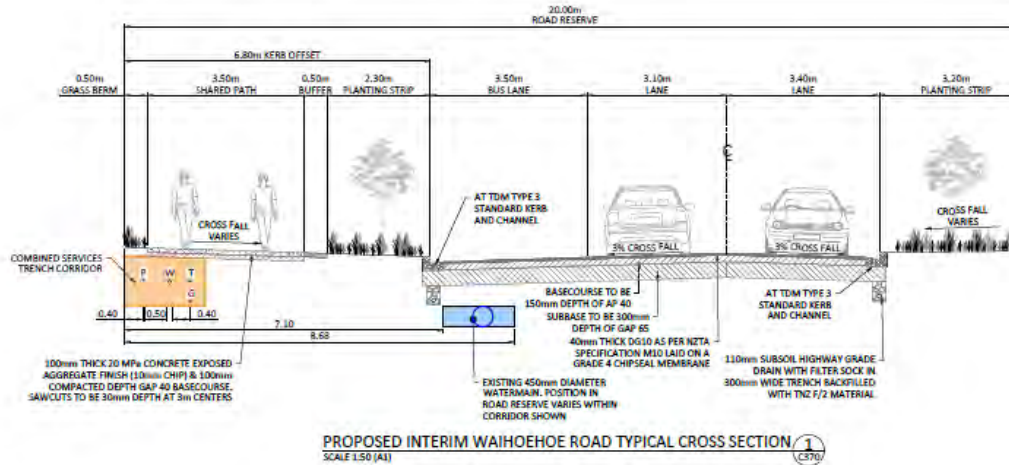 20.00m
ROAD RESERVE
6.80m KERB OFFSET
0.50m
GRASS BERM
3.50m
SHARED PATH
0.50m
BUFFER
2.30m
PLANTING STRIP
3.50m
BUS LANE
3.10m
LANE
3.40m
LANE
3.20m
PLANTING STRIP
CROSS FALL
VARIES
AT TDM TYPE 3
STANDARD KERB
AND CHANNEL
3% CROSS FALL
3% CROSS FALL
CROSS FALL
VARIES
COMBINED SERVICES
TRENCH CORRIDOR
P
W
T
G
0.40
0.50
0.40
7.10
8.68
BASECOURSE TO BE
150mm DEPTH OF AP 40
SUBBASE TO BE 300mm
DEPTH OF GAP 65
40mm THICK DG10 AS PER NZTA
SPECIFICATION M10 LAID ON A
GRADE 4 CHIPSEAL MEMBRANE
AT TDM TYPE 3
STANDARD KERB
AND CHANNEL
100mm THICK 20 MPa CONCRETE EXPOSED
AGGREGATE FINISH (10mm CHIP) & 100mm
COMPACTED DEPTH GAP 40 BASECOURSE.
SAWCUTS TO BE 30mm DEPTH AT 3m CENTERS
EXISTING 450mm DIAMETER
WATERMAIN. POSITION IN
ROAD RESERVE VARIES WITHIN
CORRIDOR SHOWN
110mm SUBSOIL HIGHWAY GRADE
DRAIN WITH FILTER SOCK IN
300mm WIDE TRENCH BACKFILLED
WITH TNZ F/2 MATERIAL
PROPOSED INTERIM WAIHOEHOE ROAD TYPICAL CROSS SECTION
SCALE 1:50 (A1)
1
C370